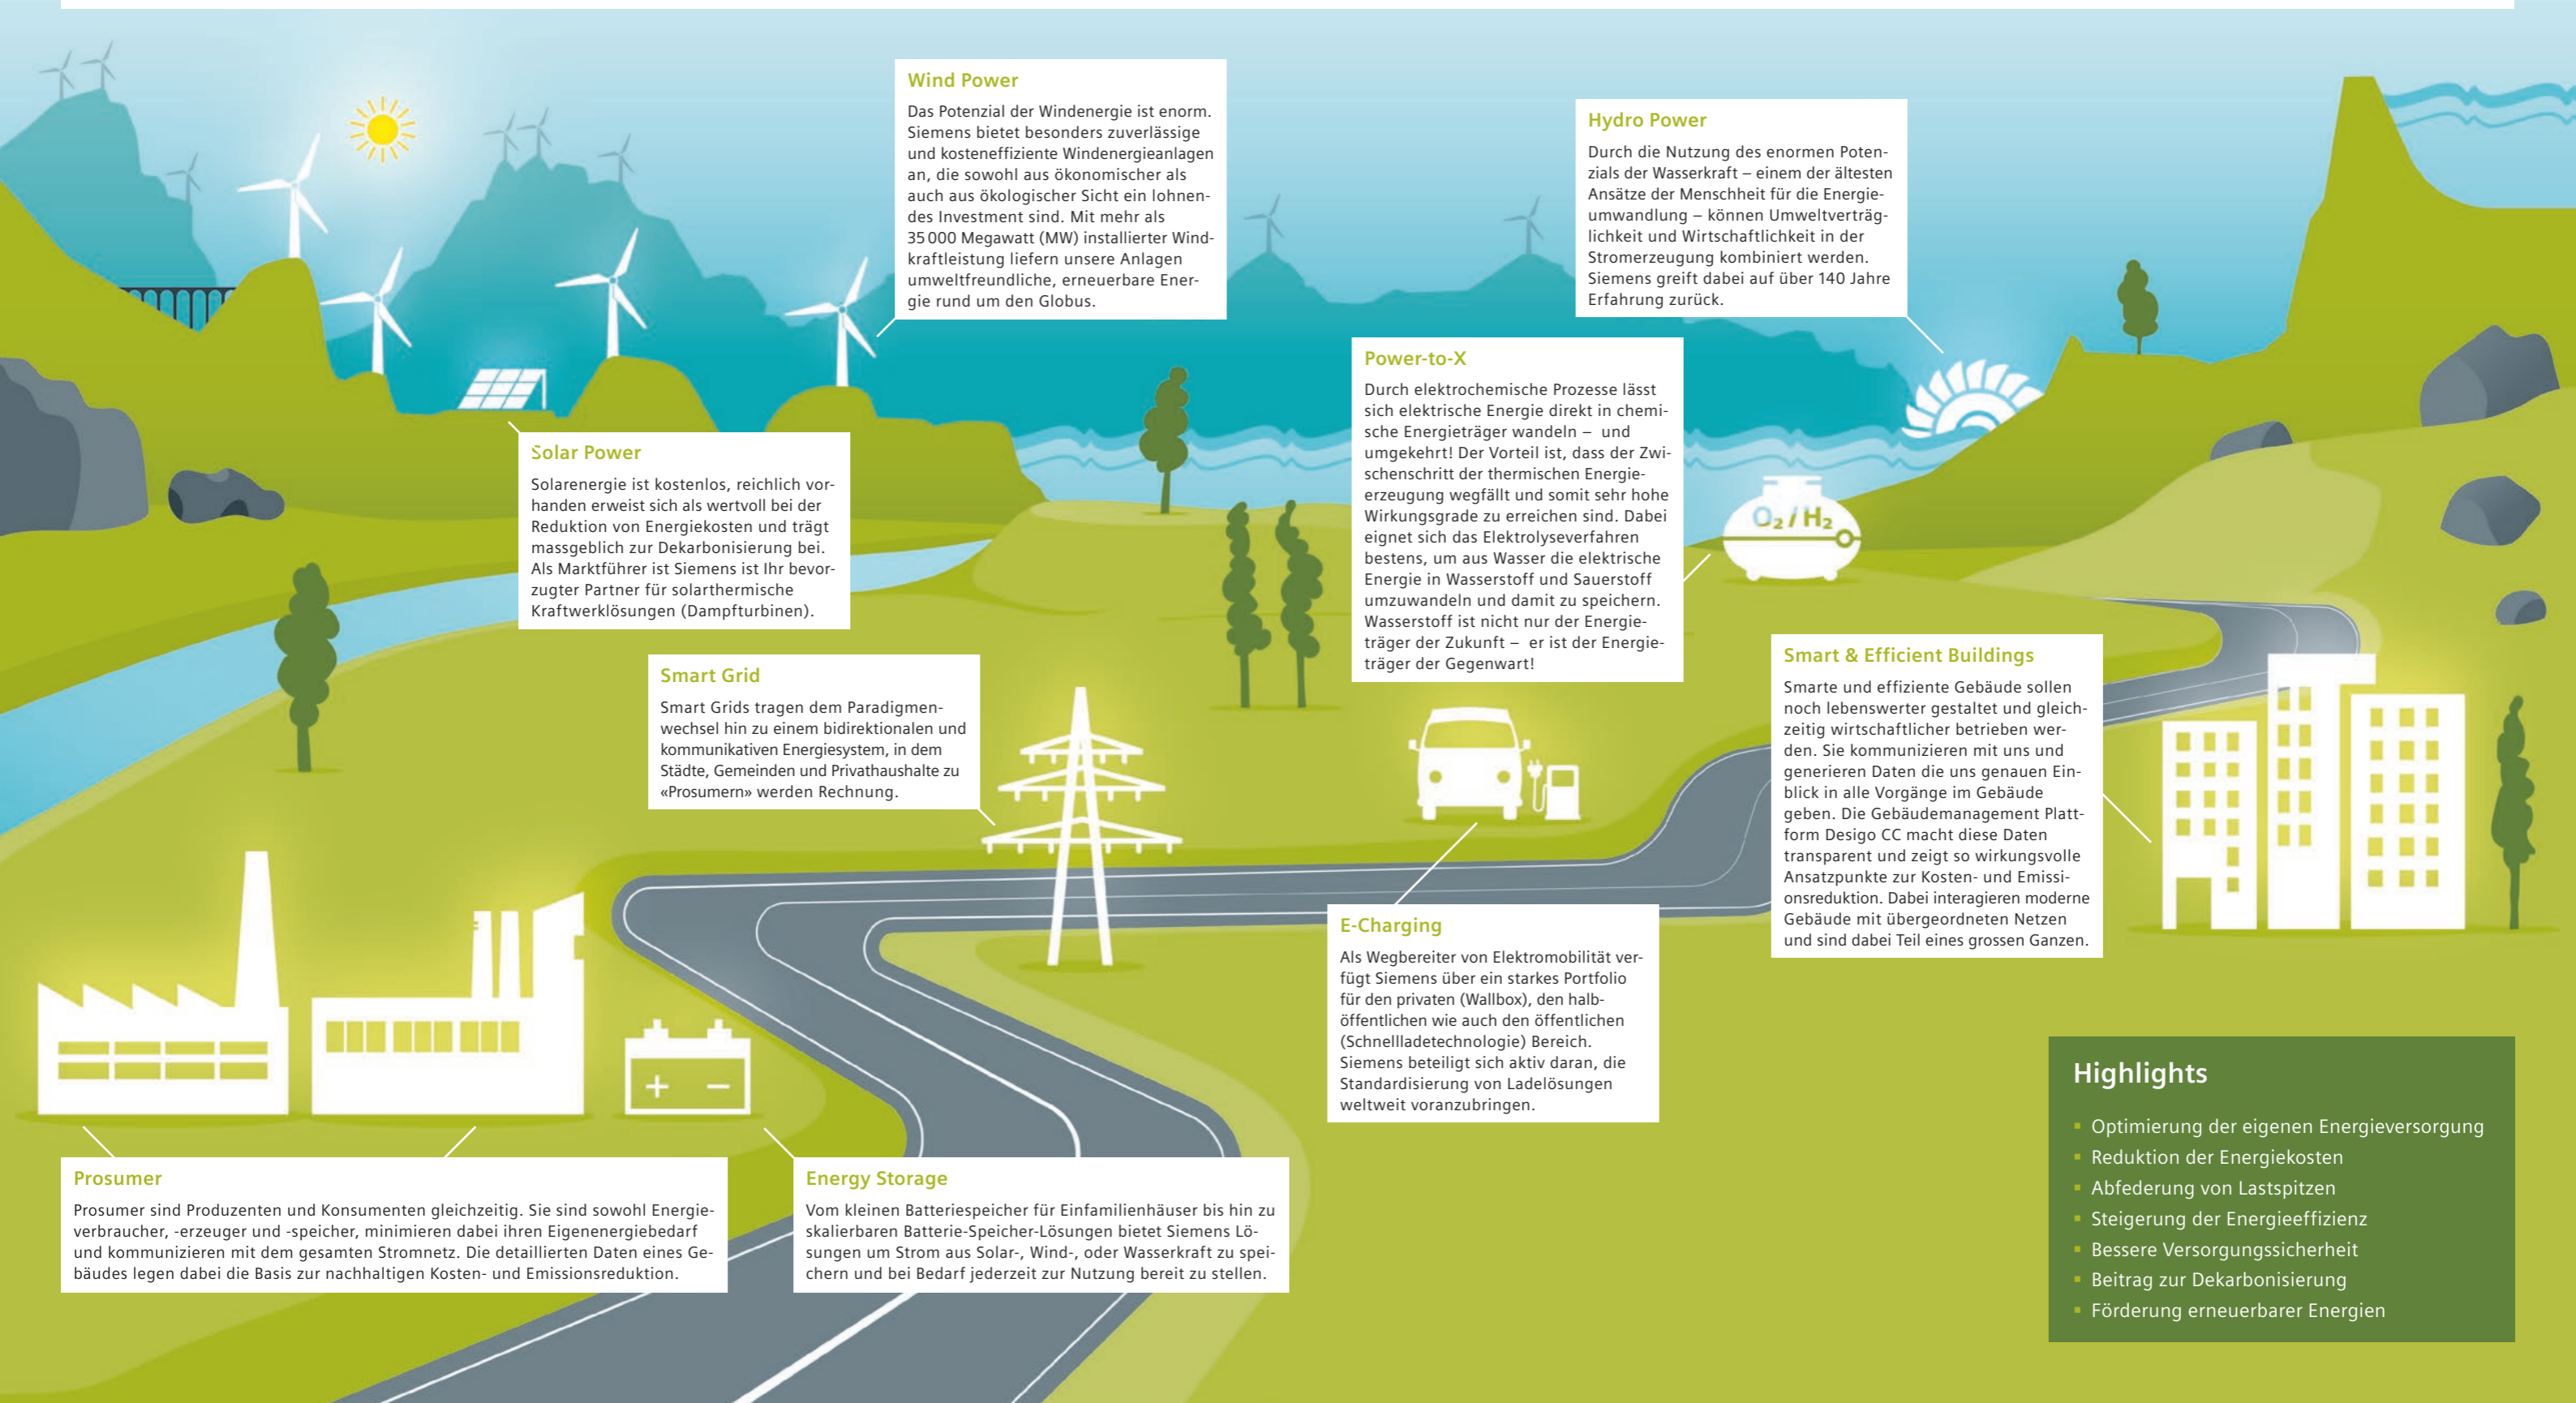 Wind Power
Das Potenzial der Windenergie ist enorm.
Siemens bietet besonders zuverlässige
und kosteneffiziente Windenergieanlagen
an, die sowohl aus ökonomischer als
auch aus ökologischer Sicht ein lohnen-
des Investment sind. Mit mehr als
35 000 Megawatt (MW) installierter Wind-
kraftleistung liefern unsere Anlagen
umweltfreundliche, erneuerbare Ener-
gie rund um den Globus.
Hydro Power
Durch die Nutzung des enormen Poten-
zials der Wasserkraft – einem der ältesten
Ansätze der Menschheit für die Energie-
umwandlung – können Umweltverträg-
lichkeit und Wirtschaftlichkeit in der
Stromerzeugung kombiniert werden.
Siemens greift dabei auf über 140 Jahre
Erfahrung zurück.
Power-to-X
Durch elektrochemische Prozesse lässt
sich elektrische Energie direkt in chemi-
sche Energieträger wandeln – und
umgekehrt! Der Vorteil ist, dass der Zwi-
schenschritt der thermischen Energie-
erzeugung wegfällt und somit sehr hohe
Wirkungsgrade zu erreichen sind. Dabei
eignet sich das Elektrolyseverfahren
bestens, um aus Wasser die elektrische
Energie in Wasserstoff und Sauerstoff
umzuwandeln und damit zu speichern.
Wasserstoff ist nicht nur der Energie-
träger der Zukunft – er ist der Energie-
träger der Gegenwart!
O₂ / H₂
Solar Power
Solarenergie ist kostenlos, reichlich vor-
handen erweist sich als wertvoll bei der
Reduktion von Energiekosten und trägt
massgeblich zur Dekarbonisierung bei.
Als Marktführer ist Siemens ist Ihr bevor-
zugter Partner für solarthermische
Kraftwerklösungen (Dampfturbinen).
Smart Grid
Smart Grids tragen dem Paradigmen-
wechsel hin zu einem bidirektionalen und
kommunikativen Energiesystem, in dem
Städte, Gemeinden und Privathaushalte zu
«Prosumern» werden Rechnung.
Smart & Efficient Buildings
Smarte und effiziente Gebäude sollen
noch lebenswerter gestaltet und gleich-
zeitig wirtschaftlicher betrieben wer-
den. Sie kommunizieren mit uns und
generieren Daten die uns genauen Ein-
blick in alle Vorgänge im Gebäude
geben. Die Gebäudemanagement Platt-
form Desigo CC macht diese Daten
transparent und zeigt so wirkungsvolle
Ansatzpunkte zur Kosten- und Emissi-
onsreduktion. Dabei interagieren moderne
Gebäude mit übergeordneten Netzen
und sind dabei Teil eines grossen Ganzen.
E-Charging
Als Wegbereiter von Elektromobilität ver-
fügt Siemens über ein starkes Portfolio
für den privaten (Wallbox), den halb-
öffentlichen wie auch den öffentlichen
(Schnellladetechnologie) Bereich.
Siemens beteiligt sich aktiv daran, die
Standardisierung von Ladelösungen
weltweit voranzubringen.
Prosumer
Prosumer sind Produzenten und Konsumenten gleichzeitig. Sie sind sowohl Energie-
verbraucher, -erzeuger und -speicher, minimieren dabei ihren Eigenenergiebedarf
und kommunizieren mit dem gesamten Stromnetz. Die detaillierten Daten eines Ge-
bäudes legen dabei die Basis zur nachhaltigen Kosten- und Emissionsreduktion.
Energy Storage
Vom kleinen Batteriespeicher für Einfamilienhäuser bis hin zu
skalierbaren Batterie-Speicher-Lösungen bietet Siemens Lö-
sungen um Strom aus Solar-, Wind-, oder Wasserkraft zu spei-
chern und bei Bedarf jederzeit zur Nutzung bereit zu stellen.
Highlights
▪ Optimierung der eigenen Energieversorgung
▪ Reduktion der Energiekosten
▪ Abfederung von Lastspitzen
▪ Steigerung der Energieeffizienz
▪ Bessere Versorgungssicherheit
▪ Beitrag zur Dekarbonisierung
▪ Förderung erneuerbarer Energien